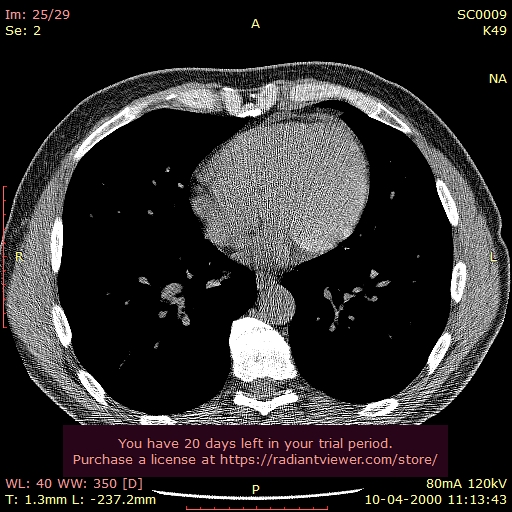 Im: 25/29
Se: 2
A
SC0009
K49
NA
R
L
You have 20 days left in your trial period.
Purchase a license at https://radiantviewer.com/store/
WL: 40 WW: 350 [D]
T: 1.3mm L: -237.2mm
P
80mA 120kV
10-04-2000 11:13:43